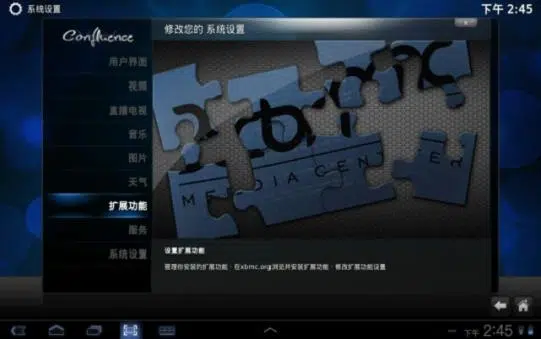 系统设置
下午 2:45
Confluence
修改您的 系统设置
用户界面
视频
直播电视
音乐
图片
天气
扩展功能
服务
系统设置
xbmc
MEDIA CENTER
设置扩展功能
管理你安装的扩展功能 · 在xbmc.org浏览并安装扩展功能 · 修改扩展功能设置
下午 2:45